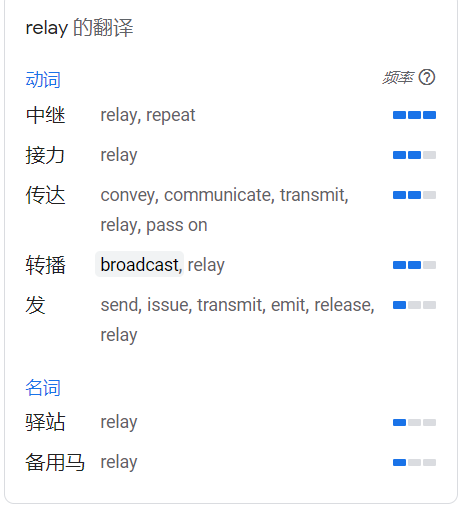 relay 的翻译
动词 频率 ?
中继 relay, repeat
接力 relay
传达 convey, communicate, transmit,
relay, pass on
转播 broadcast, relay
发 send, issue, transmit, emit, release,
relay
名词
驿站 relay
备用马 relay